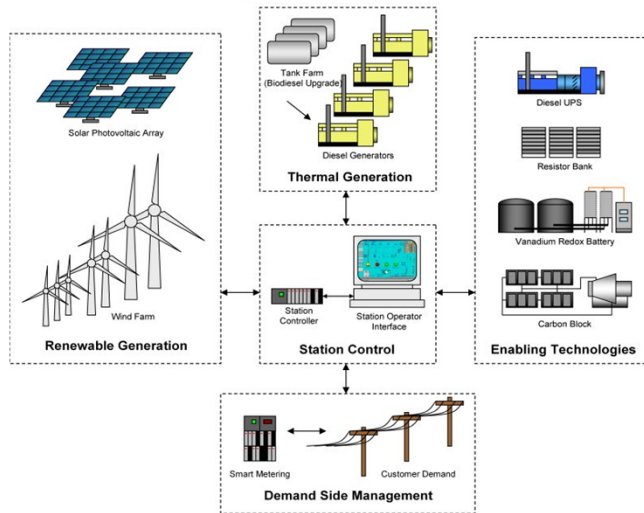 Solar Photovoltaic Array
Wind Farm
Renewable Generation
Tank Farm
(Biodiesel Upgrade)
Diesel Generators
Thermal Generation
Station
Controller
Station Operator
Interface
Station Control
Smart Metering
Customer Demand
Demand Side Management
Diesel UPS
Resistor Bank
Vanadium Redox Battery
Carbon Block
Enabling Technologies